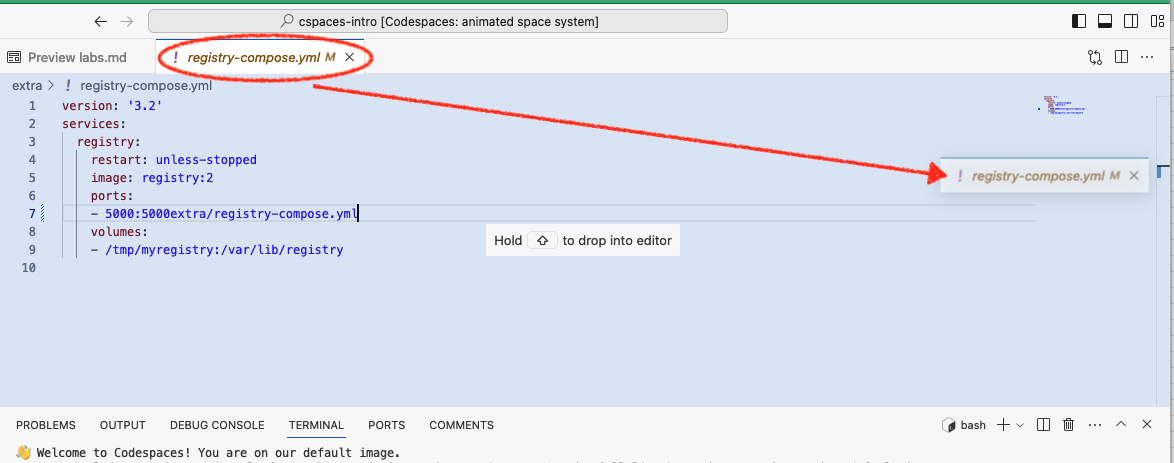 cspaces-intro [Codespaces: animated space system]
Preview labs.md
! registry-compose.yml M
extra > ! registry-compose.yml
1 version: '3.2'
2 services:
3 registry:
4 restart: unless-stopped
5 image: registry:2
6 ports:
7 - 5000:5000extra/registry-compose.yml
8 volumes:
9 - /tmp/myregistry:/var/lib/registry
10
! registry-compose.yml M
Hold ⇧ to drop into editor
PROBLEMS OUTPUT DEBUG CONSOLE TERMINAL PORTS COMMENTS bash
👋 Welcome to Codespaces! You are on our default image.